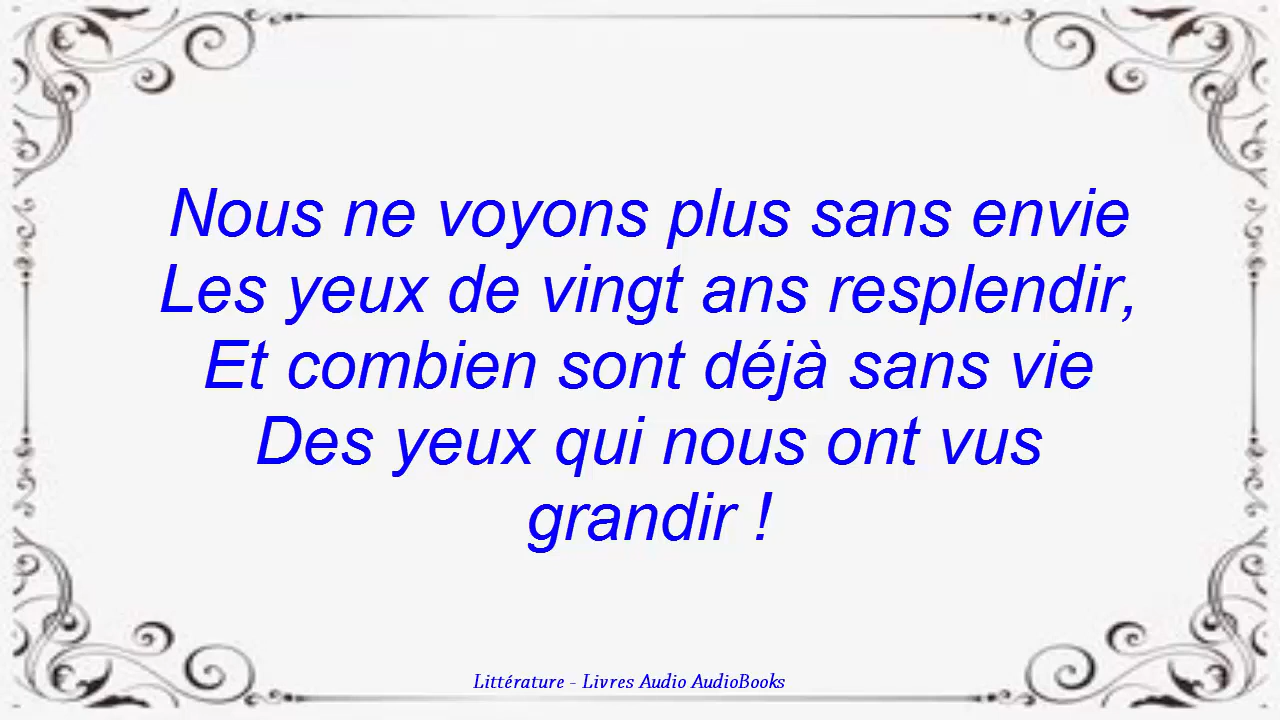 Nous ne voyons plus sans envie
Les yeux de vingt ans resplendir,
Et combien sont déjà sans vie
Des yeux qui nous ont vus
grandir !
Littérature - Livres Audio AudioBooks